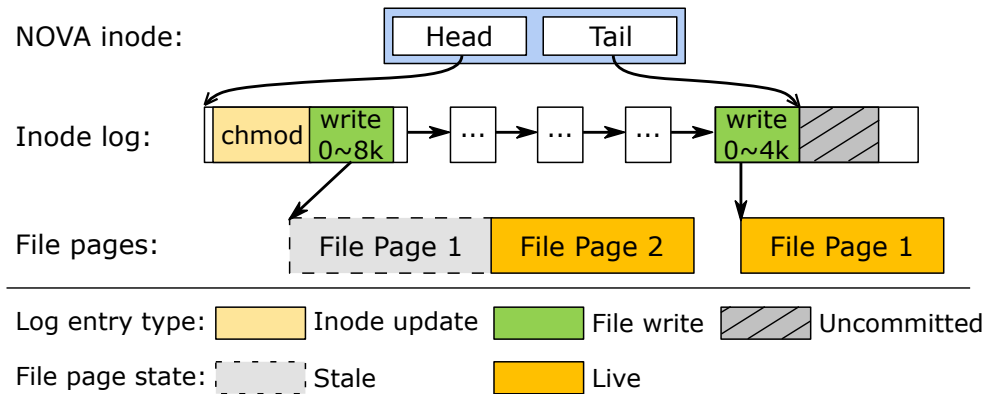 NOVA inode: Head Tail
Inode log: chmod write 0~8k ... ... ... write 0~4k
File pages: File Page 1 File Page 2 File Page 1
Log entry type: Inode update File write Uncommitted
File page state: Stale Live